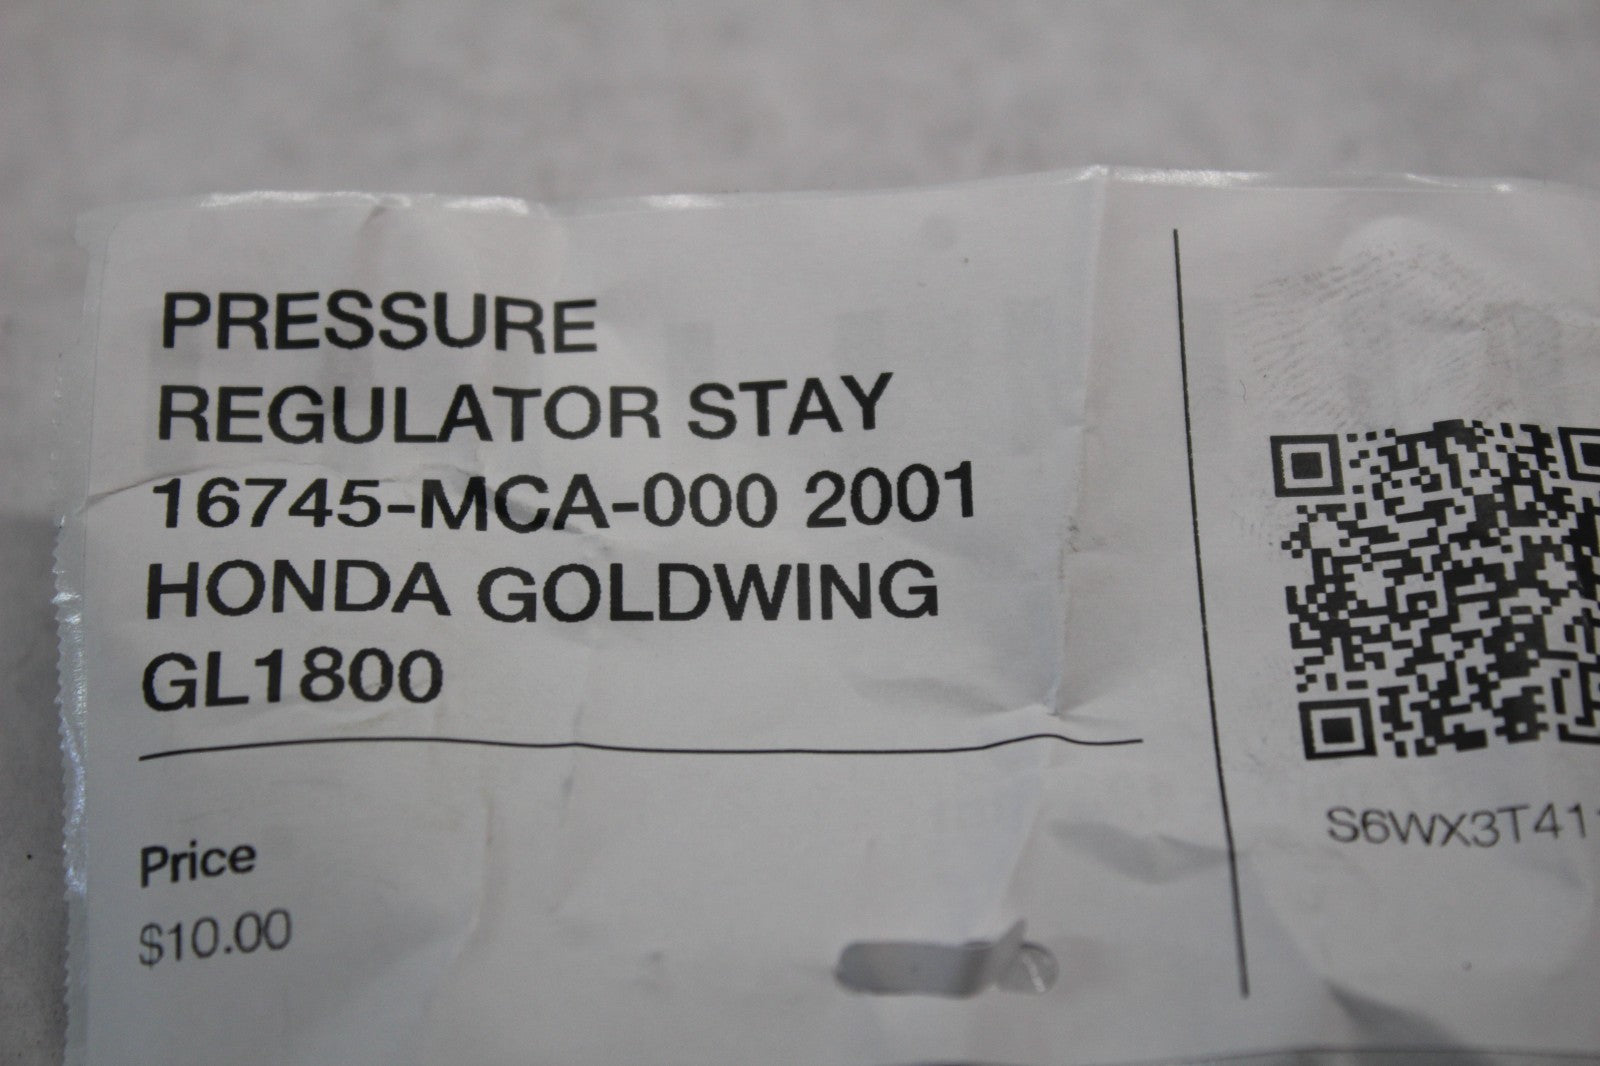 PRESSURE
REGULATOR STAY
16745-MCA-000 2001
HONDA GOLDWING
GL1800
Price
$10.00